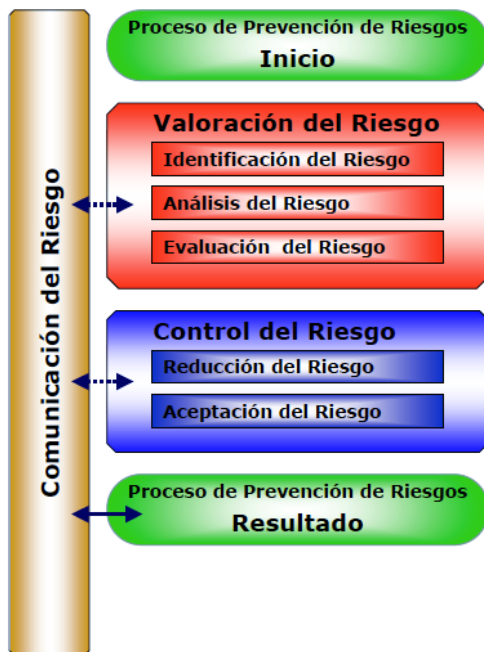 Proceso de Prevención de Riesgos
Inicio
Valoración del Riesgo
Identificación del Riesgo
Análisis del Riesgo
Evaluación del Riesgo
Comunicación del Riesgo
Control del Riesgo
Reducción del Riesgo
Aceptación del Riesgo
Proceso de Prevención de Riesgos
Resultado